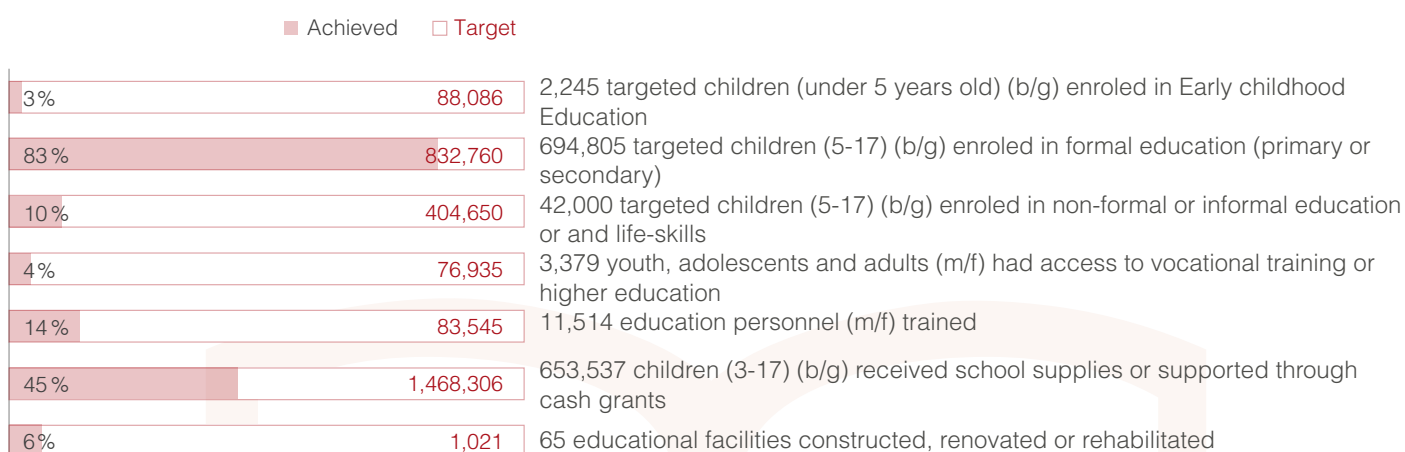 Achieved Target
3% 88,086 2,245 targeted children (under 5 years old) (b/g) enroled in Early childhood
Education
83% 832,760 694,805 targeted children (5-17) (b/g) enroled in formal education (primary or
secondary)
10% 404,650 42,000 targeted children (5-17) (b/g) enroled in non-formal or informal education
or and life-skills
4% 76,935 3,379 youth, adolescents and adults (m/f) had access to vocational training or
higher education
14% 83,545 11,514 education personnel (m/f) trained
45% 1,468,306 653,537 children (3-17) (b/g) received school supplies or supported through
cash grants
6% 1,021 65 educational facilities constructed, renovated or rehabilitated